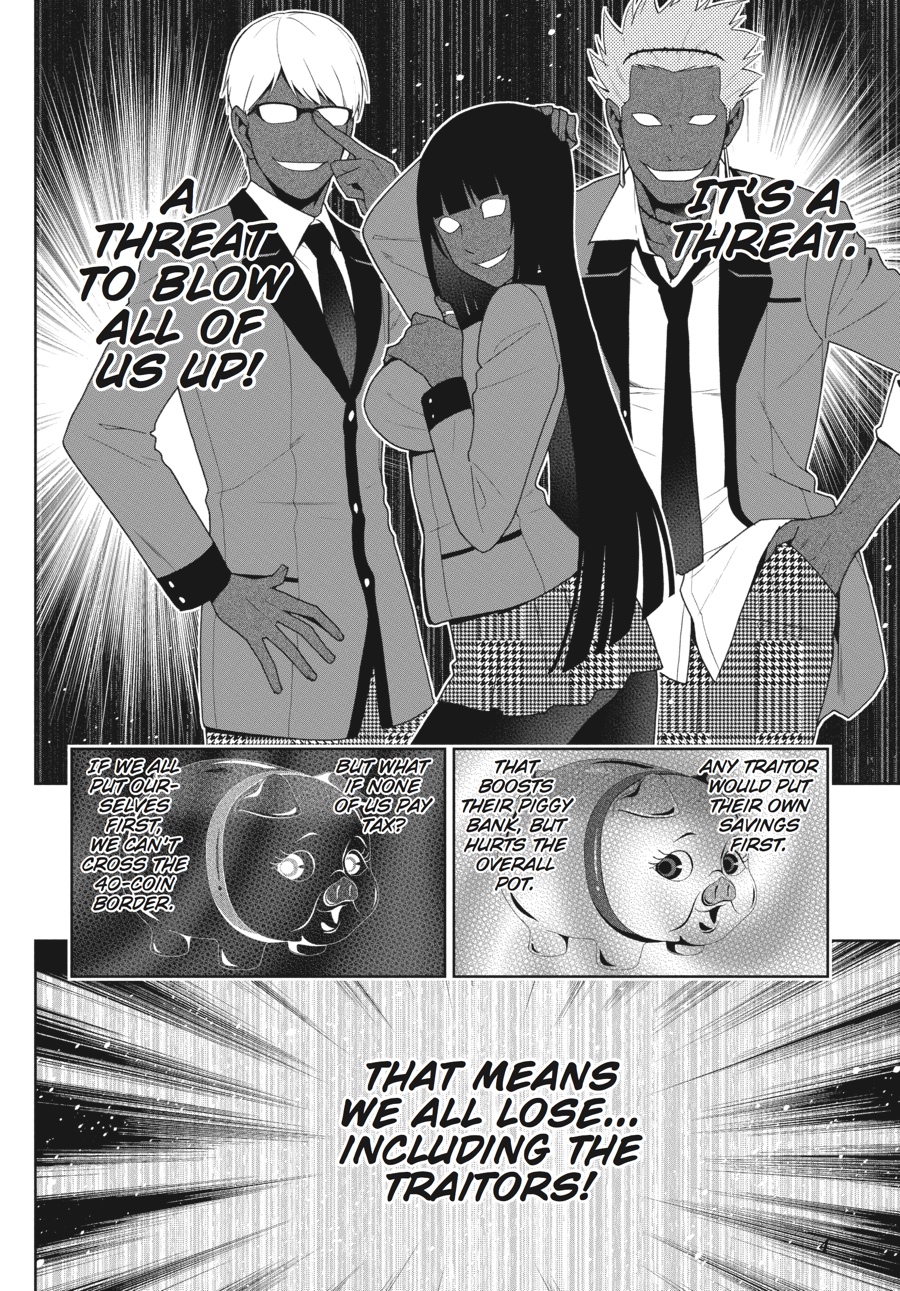 IT'S A
THREAT.
A
THREAT
TO BLOW
ALL OF
US UP!
ANY TRAITOR
WOULD PUT
THEIR OWN
SAVINGS
FIRST.
THAT
BOOSTS
THEIR PIGGY
BANK, BUT
HURTS THE
OVERALL
POT.
BUT WHAT
IF NONE
OF US PAY
TAX?
IF WE ALL
PUT OUR-
SELVES
FIRST,
WE CAN'T
CROSS THE
40-COIN
BORDER.
THAT MEANS
WE ALL LOSE...
INCLUDING THE
TRAITORS!